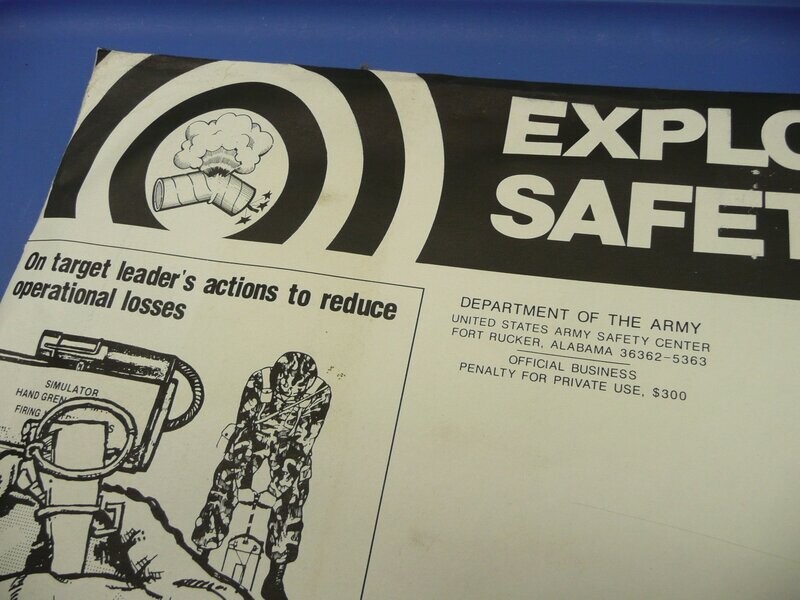 EXPLO
SAFET
On target leader's actions to reduce
operational losses
DEPARTMENT OF THE ARMY
UNITED STATES ARMY SAFETY CENTER
FORT RUCKER, ALABAMA 36362-5363
OFFICIAL BUSINESS
PENALTY FOR PRIVATE USE, $300
SIMULATOR
HAND GREN
FIRING